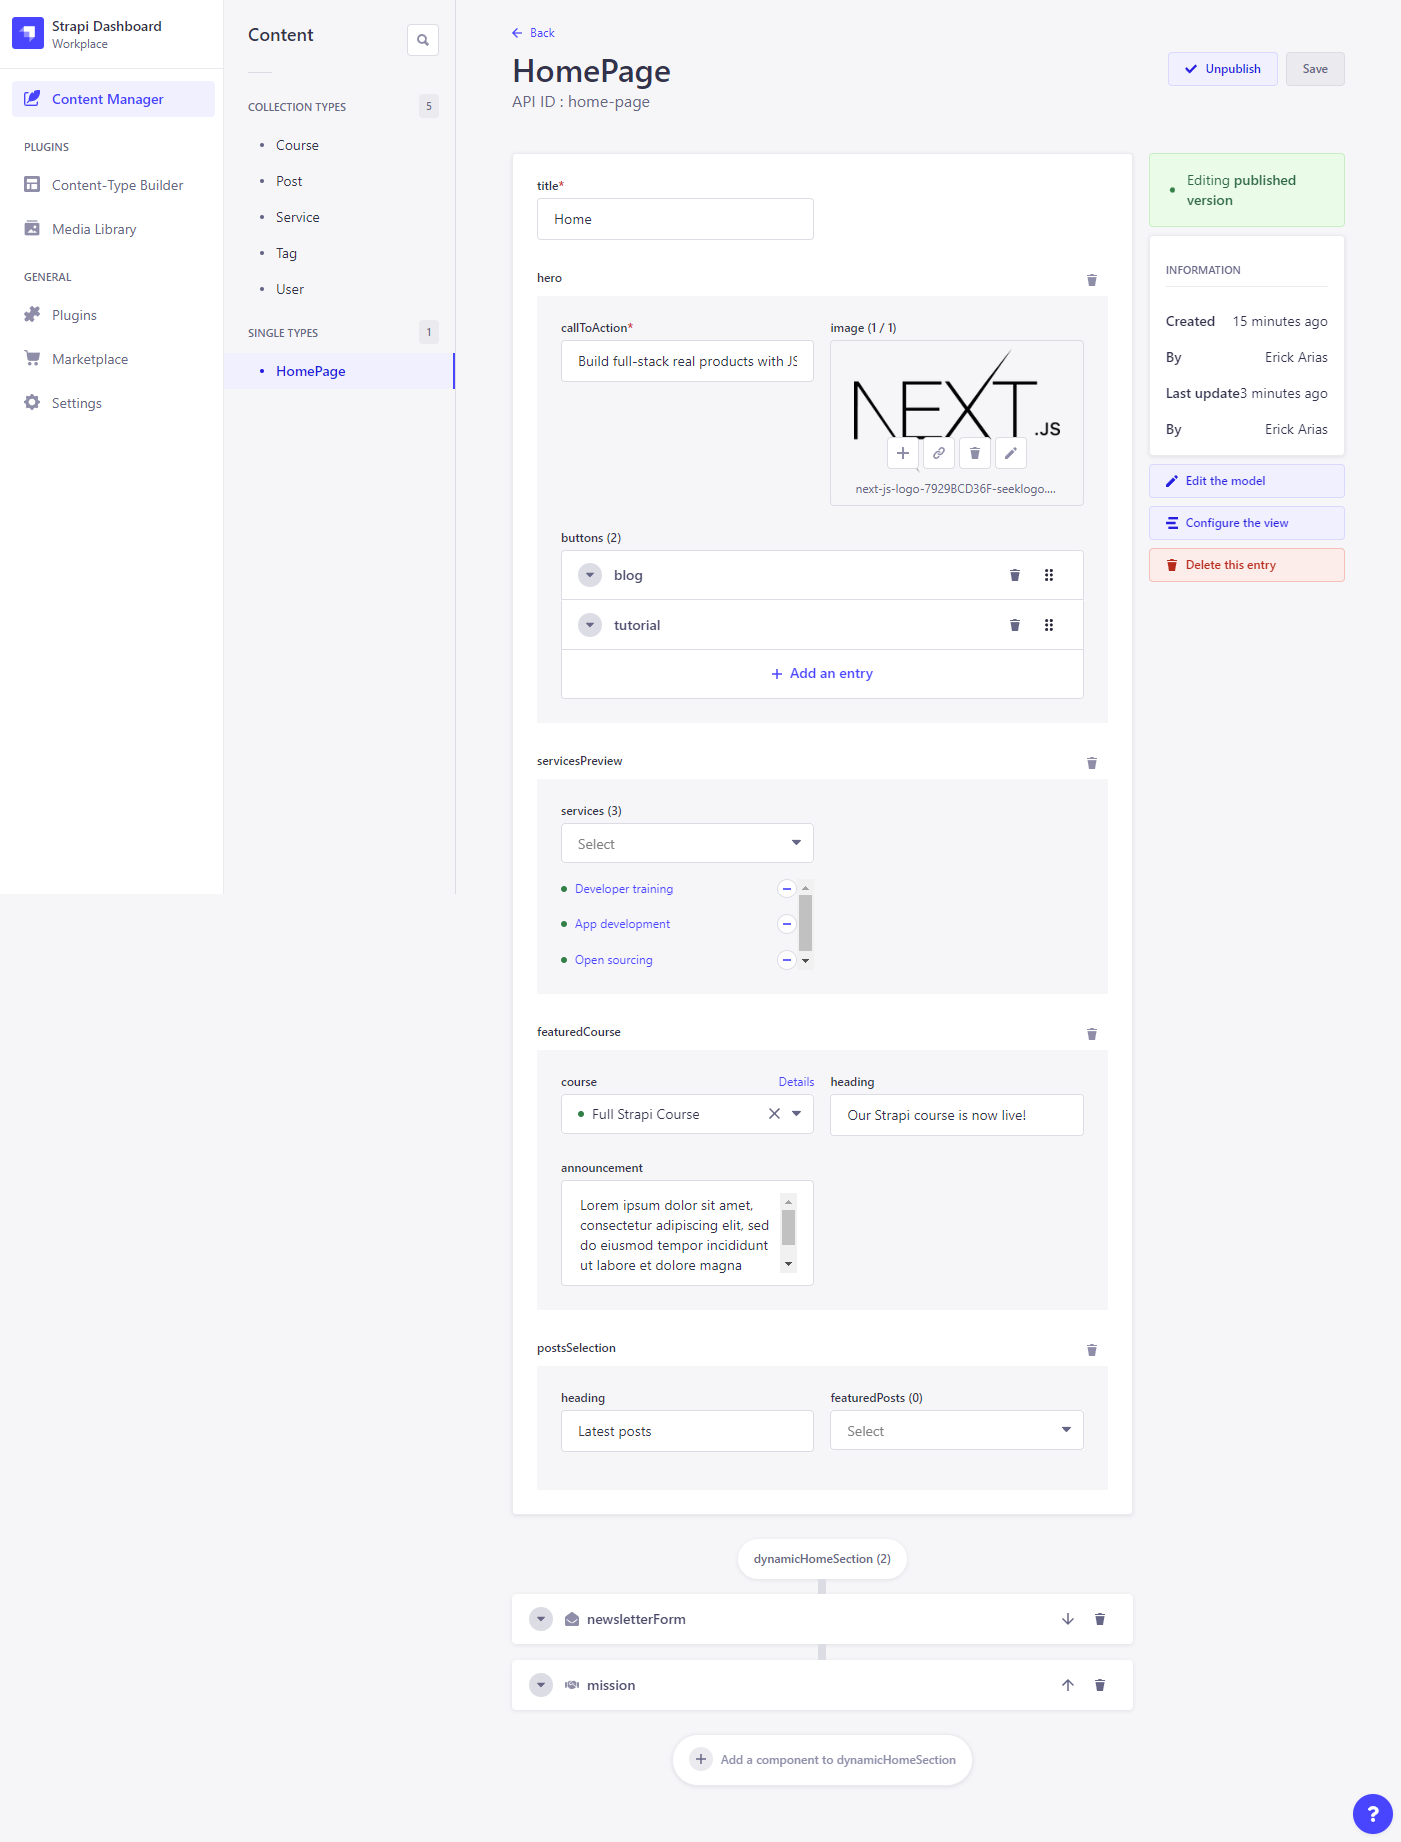 Strapi Dashboard
Workplace
Content Manager
PLUGINS
Content-Type Builder
Media Library
GENERAL
Plugins
Marketplace
Settings
Content
COLLECTION TYPES 5
Course
Post
Service
Tag
User
SINGLE TYPES 1
HomePage
Back
HomePage
API ID : home-page
Unpublish
Save
title*
Home
hero
callToAction*
Build full-stack real products with JS
image (1 / 1)
NEXT.JS
next-js-logo-7929BCD36F-seeklogo....
buttons (2)
blog
tutorial
Add an entry
servicesPreview
services (3)
Select
Developer training
App development
Open sourcing
featuredCourse
course Details
Full Strapi Course
heading
Our Strapi course is now live!
announcement
Lorem ipsum dolor sit amet,
consectetur adipiscing elit, sed
do eiusmod tempor incididunt
ut labore et dolore magna
postsSelection
heading
Latest posts
featuredPosts (0)
Select
dynamicHomeSection (2)
newsletterForm
mission
Add a component to dynamicHomeSection
Editing published
version
INFORMATION
Created 15 minutes ago
By Erick Arias
Last update 3 minutes ago
By Erick Arias
Edit the model
Configure the view
Delete this entry
?